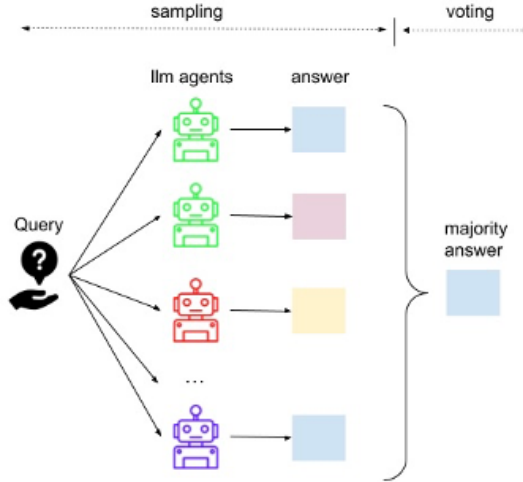 sampling
voting
llm agents
answer
Query
?
majority
answer
...